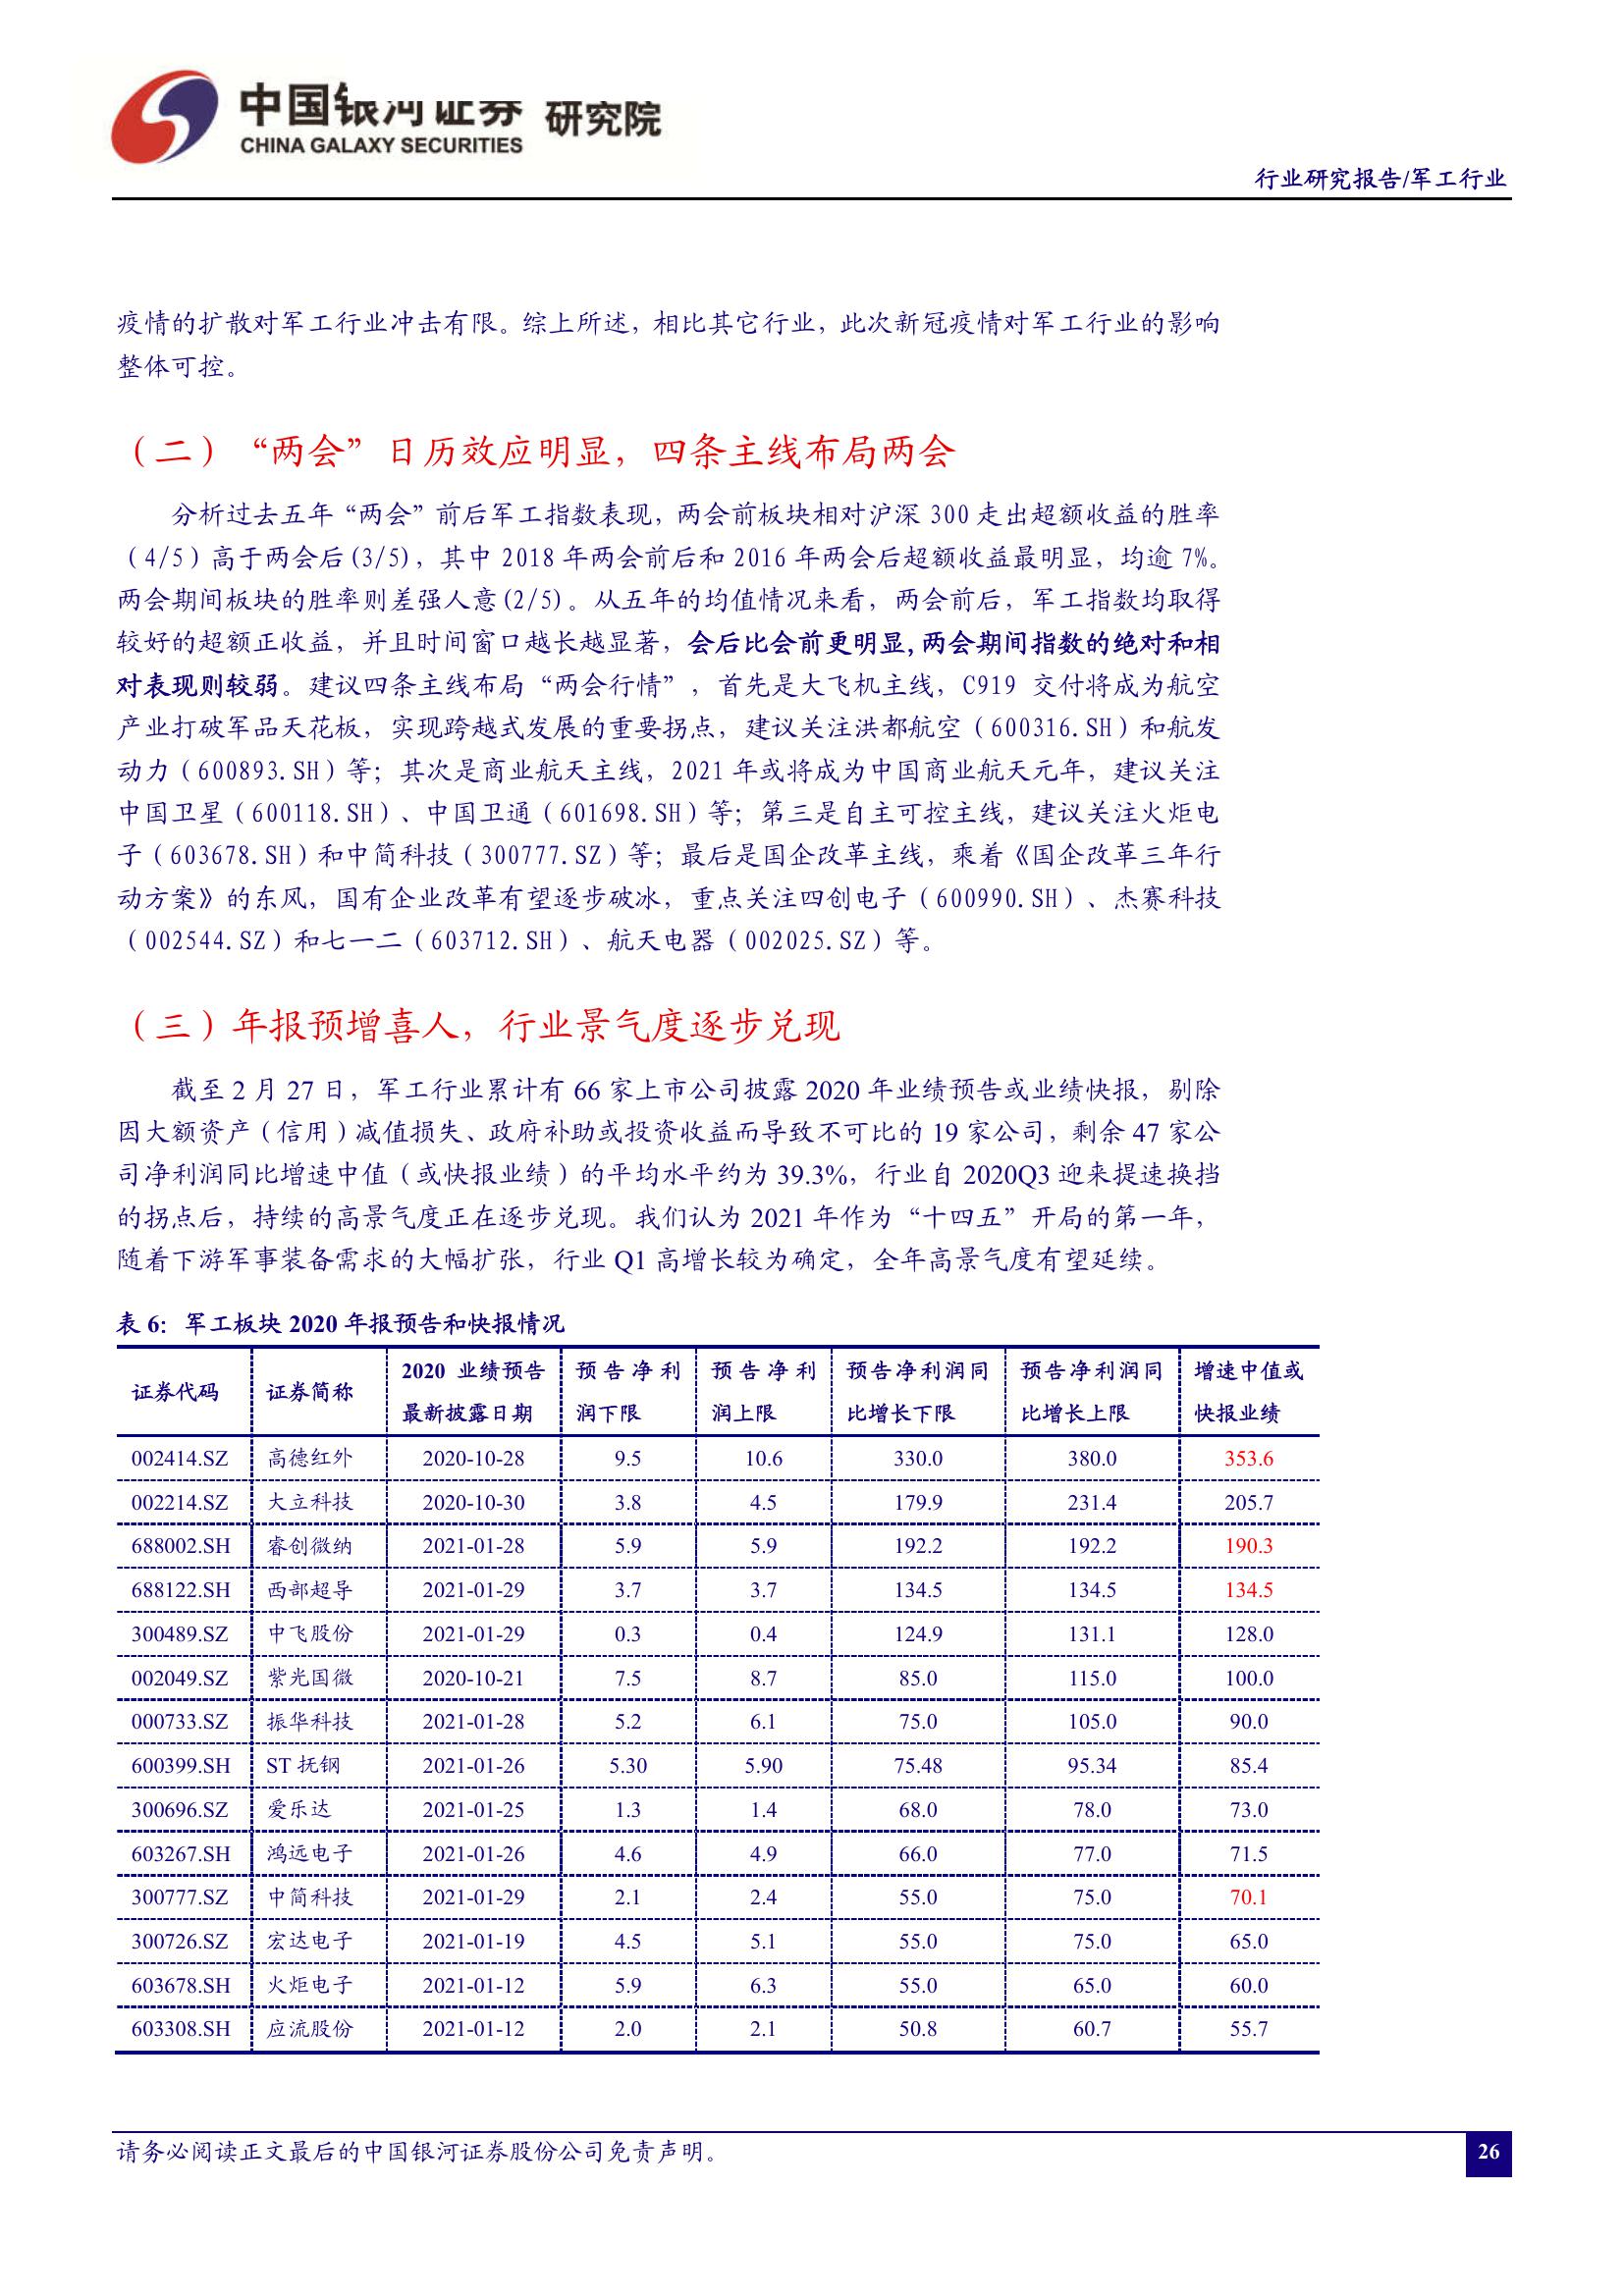 中国银河证券 研究院
CHINA GALAXY SECURITIES
行业研究报告/军工行业
疫情的扩散对军工行业冲击有限。综上所述，相比其它行业，此次新冠疫情对军工行业的影响
整体可控。
（二）“两会”日历效应明显，四条主线布局两会
分析过去五年“两会”前后军工指数表现，两会前板块相对沪深 300 走出超额收益的胜率
（4/5）高于两会后(3/5)，其中 2018 年两会前后和 2016 年两会后超额收益最明显，均逾 7%。
两会期间板块的胜率则差强人意(2/5)。从五年的均值情况来看，两会前后，军工指数均取得
较好的超额正收益，并且时间窗口越长越显著，会后比会前更明显，两会期间指数的绝对和相
对表现则较弱。建议四条主线布局“两会行情”，首先是大飞机主线，C919 交付将成为航空
产业打破军品天花板，实现跨越式发展的重要拐点，建议关注洪都航空（600316.SH）和航发
动力（600893.SH）等；其次是商业航天主线，2021 年或将成为中国商业航天元年，建议关注
中国卫星（600118.SH）、中国卫通（601698.SH）等；第三是自主可控主线，建议关注火炬电
子（603678.SH）和中简科技（300777.SZ）等；最后是国企改革主线，乘着《国企改革三年行
动方案》的东风，国有企业改革有望逐步破冰，重点关注四创电子（600990.SH）、杰赛科技
（002544.SZ）和七一二（603712.SH）、航天电器（002025.SZ）等。
（三）年报预增喜人，行业景气度逐步兑现
截至 2 月 27 日，军工行业累计有 66 家上市公司披露 2020 年业绩预告或业绩快报，剔除
因大额资产（信用）减值损失、政府补助或投资收益而导致不可比的 19 家公司，剩余 47 家公
司净利润同比增速中值（或快报业绩）的平均水平约为 39.3%，行业自 2020Q3 迎来提速换挡
的拐点后，持续的高景气度正在逐步兑现。我们认为 2021 年作为“十四五”开局的第一年，
随着下游军事装备需求的大幅扩张，行业 Q1 高增长较为确定，全年高景气度有望延续。
表 6：军工板块 2020 年报预告和快报情况
证券代码 证券简称 2020 业绩预告最新披露日期 预告净利润下限 预告净利润上限 预告净利润同比增长下限 预告净利润同比增长上限 增速中值或快报业绩
002414.SZ 高德红外 2020-10-28 9.5 10.6 330.0 380.0 353.6
002214.SZ 大立科技 2020-10-30 3.8 4.5 179.9 231.4 205.7
688002.SH 睿创微纳 2021-01-28 5.9 5.9 192.2 192.2 190.3
688122.SH 西部超导 2021-01-29 3.7 3.7 134.5 134.5 134.5
300489.SZ 中飞股份 2021-01-29 0.3 0.4 124.9 131.1 128.0
002049.SZ 紫光国微 2020-10-21 7.5 8.7 85.0 115.0 100.0
000733.SZ 振华科技 2021-01-28 5.2 6.1 75.0 105.0 90.0
600399.SH ST 抚钢 2021-01-26 5.30 5.90 75.48 95.34 85.4
300696.SZ 爱乐达 2021-01-25 1.3 1.4 68.0 78.0 73.0
603267.SH 鸿远电子 2021-01-26 4.6 4.9 66.0 77.0 71.5
300777.SZ 中简科技 2021-01-29 2.1 2.4 55.0 75.0 70.1
300726.SZ 宏达电子 2021-01-19 4.5 5.1 55.0 75.0 65.0
603678.SH 火炬电子 2021-01-12 5.9 6.3 55.0 65.0 60.0
603308.SH 应流股份 2021-01-12 2.0 2.1 50.8 60.7 55.7
请务必阅读正文最后的中国银河证券股份公司免责声明。
26